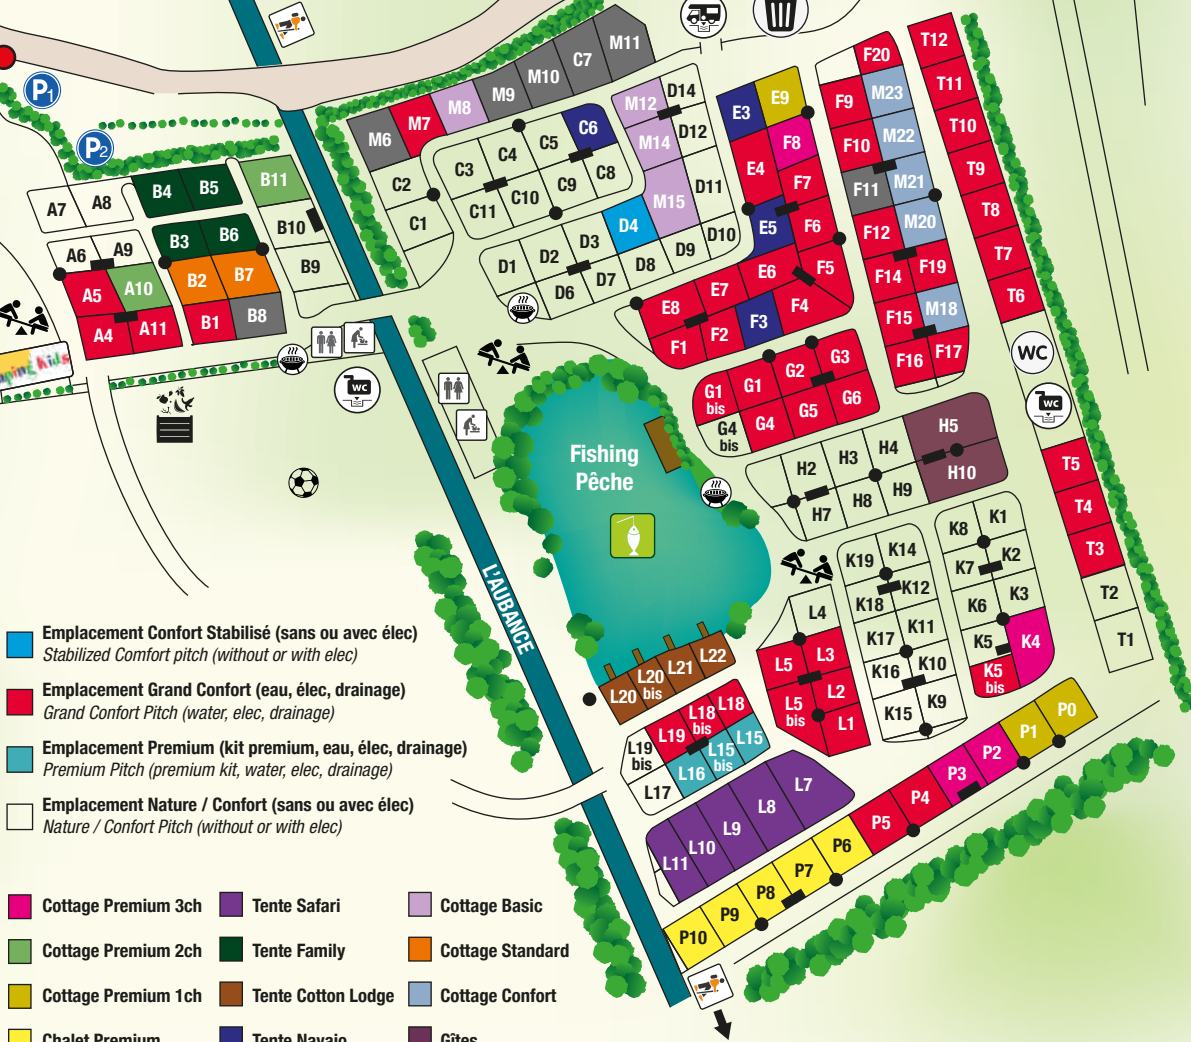 P1
P2
M6
M7
M8
M9
M10
C7
M11
C2
C1
C3
C4
C5
C6
C11
C10
C9
C8
M12
D14
M14
D12
M15
D11
D10
D1
D2
D3
D4
D6
D7
D8
D9
E3
E9
F8
E4
F7
E5
F6
E6
F5
E7
E8
F4
F3
F2
F1
F20
F9
M23
F10
M22
F11
M21
F12
M20
F14
F19
F15
M18
F16
F17
T12
T11
T10
T9
T8
T7
T6
WC
WC
T5
T4
T3
T2
T1
A7
A8
B4
B5
B11
A6
A9
B3
B6
B10
A5
A10
B2
B7
B9
A4
A11
B1
B8
ping Kids
WC
G1
bis
G1
G2
G3
G4
bis
G4
G5
G6
H2
H3
H4
H5
H7
H8
H9
H10
Fishing
Pêche
L'AUBANCE
K19
K14
K18
K12
K17
K11
K16
K10
K15
K9
K8
K1
K7
K2
K6
K3
K5
K4
K5
bis
L4
L5
L3
L5
bis
L2
L1
L20
L20
bis
L21
L22
L19
bis
L19
L18
bis
L18
L17
L16
L15
bis
L15
L11
L10
L9
L8
L7
P10
P9
P8
P7
P6
P5
P4
P3
P2
P1
P0
Emplacement Confort Stabilisé (sans ou avec élec)
Stabilized Comfort pitch (without or with elec)
Emplacement Grand Confort (eau, élec, drainage)
Grand Confort Pitch (water, elec, drainage)
Emplacement Premium (kit premium, eau, élec, drainage)
Premium Pitch (premium kit, water, elec, drainage)
Emplacement Nature / Confort (sans ou avec élec)
Nature / Confort Pitch (without or with elec)
Cottage Premium 3ch
Tente Safari
Cottage Basic
Cottage Premium 2ch
Tente Family
Cottage Standard
Cottage Premium 1ch
Tente Cotton Lodge
Cottage Confort
Chalet Premium
Tente Navajo
Gîtes